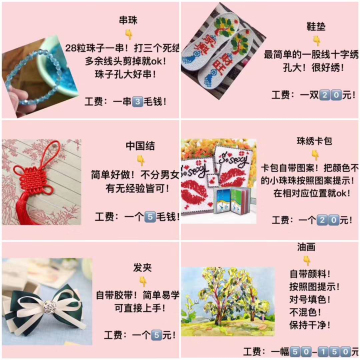 串珠
👇
28粒珠子一串！打三个死结
多余线头剪掉就ok！
珠子孔大好串！
工费：一串3️⃣毛钱！
鞋垫
👇
最简单的一股线十字绣
孔大！很好绣！
工费：一双2️⃣0️⃣元！
中国结
👇
简单好做！不分男女
有无经验皆可！
工费：一个5️⃣毛钱！
珠绣卡包
👇
卡包自带图案！把颜色不
的小珠珠按照图案提示！
在相对应位置就ok！
工费：一个2️⃣0️⃣元！
So sexy
发夹
👇
自带胶带！简单易学
可直接上手！
工费：一个5️⃣元！
油画
👇
自带颜料！
按照图提示！
对号填色！
不混色！
保持干净！
工费：一幅5️⃣0️⃣-1️⃣5️⃣0️⃣元